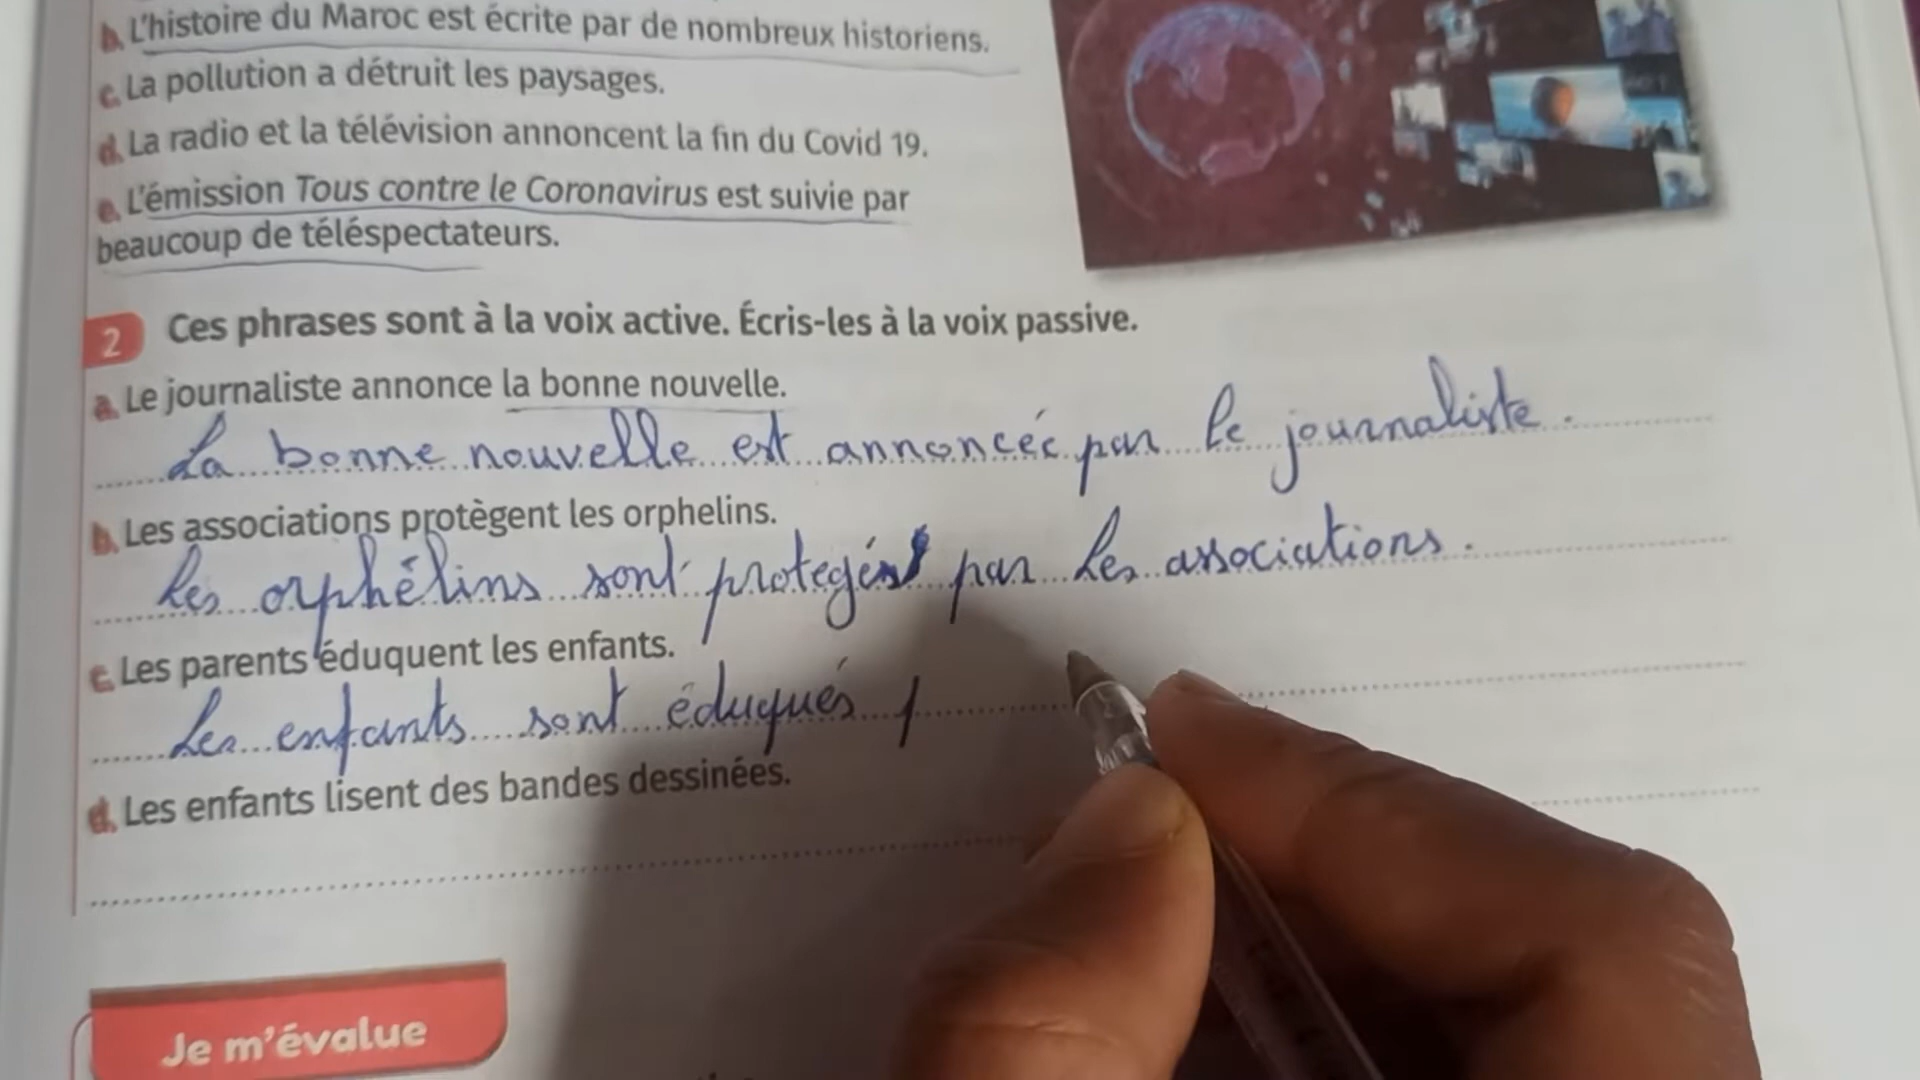 b. L'histoire du Maroc est écrite par de nombreux historiens.
c. La pollution a détruit les paysages.
d. La radio et la télévision annoncent la fin du Covid 19.
e. L'émission Tous contre le Coronavirus est suivie par
beaucoup de téléspectateurs.
2 Ces phrases sont à la voix active. Écris-les à la voix passive.
a. Le journaliste annonce la bonne nouvelle.
La bonne nouvelle est annoncée par le journaliste.
b. Les associations protègent les orphelins.
Les orphélins sont protegés par les associations.
c. Les parents éduquent les enfants.
Les enfants sont éduqués
d. Les enfants lisent des bandes dessinées.
Je m'évalue